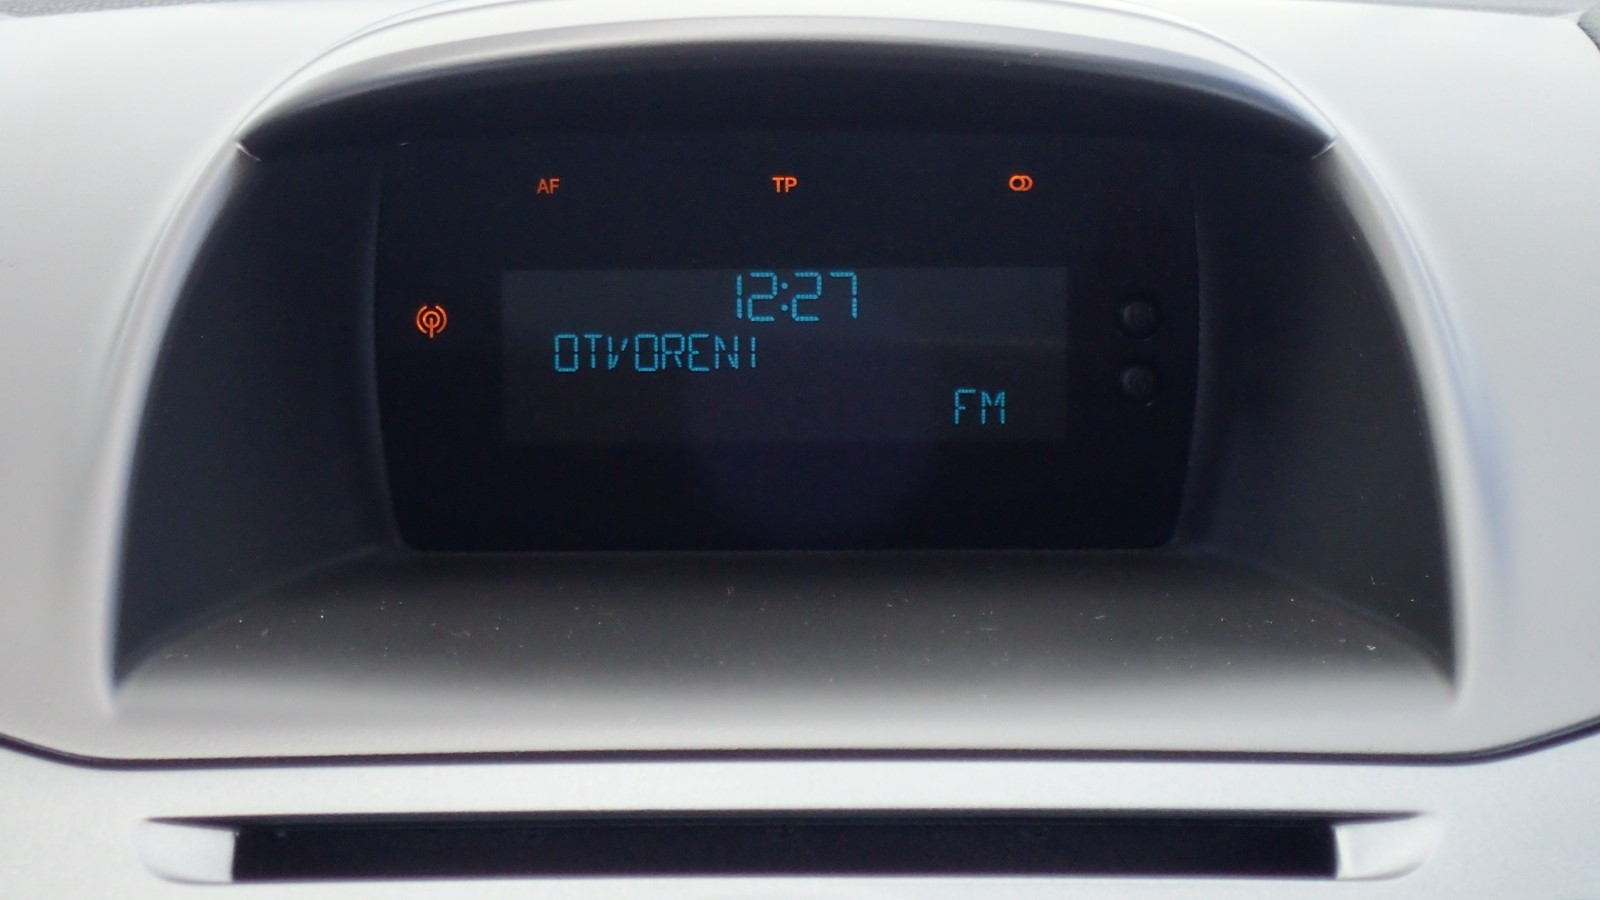 AF TP
12:27
OTVORENI
FM